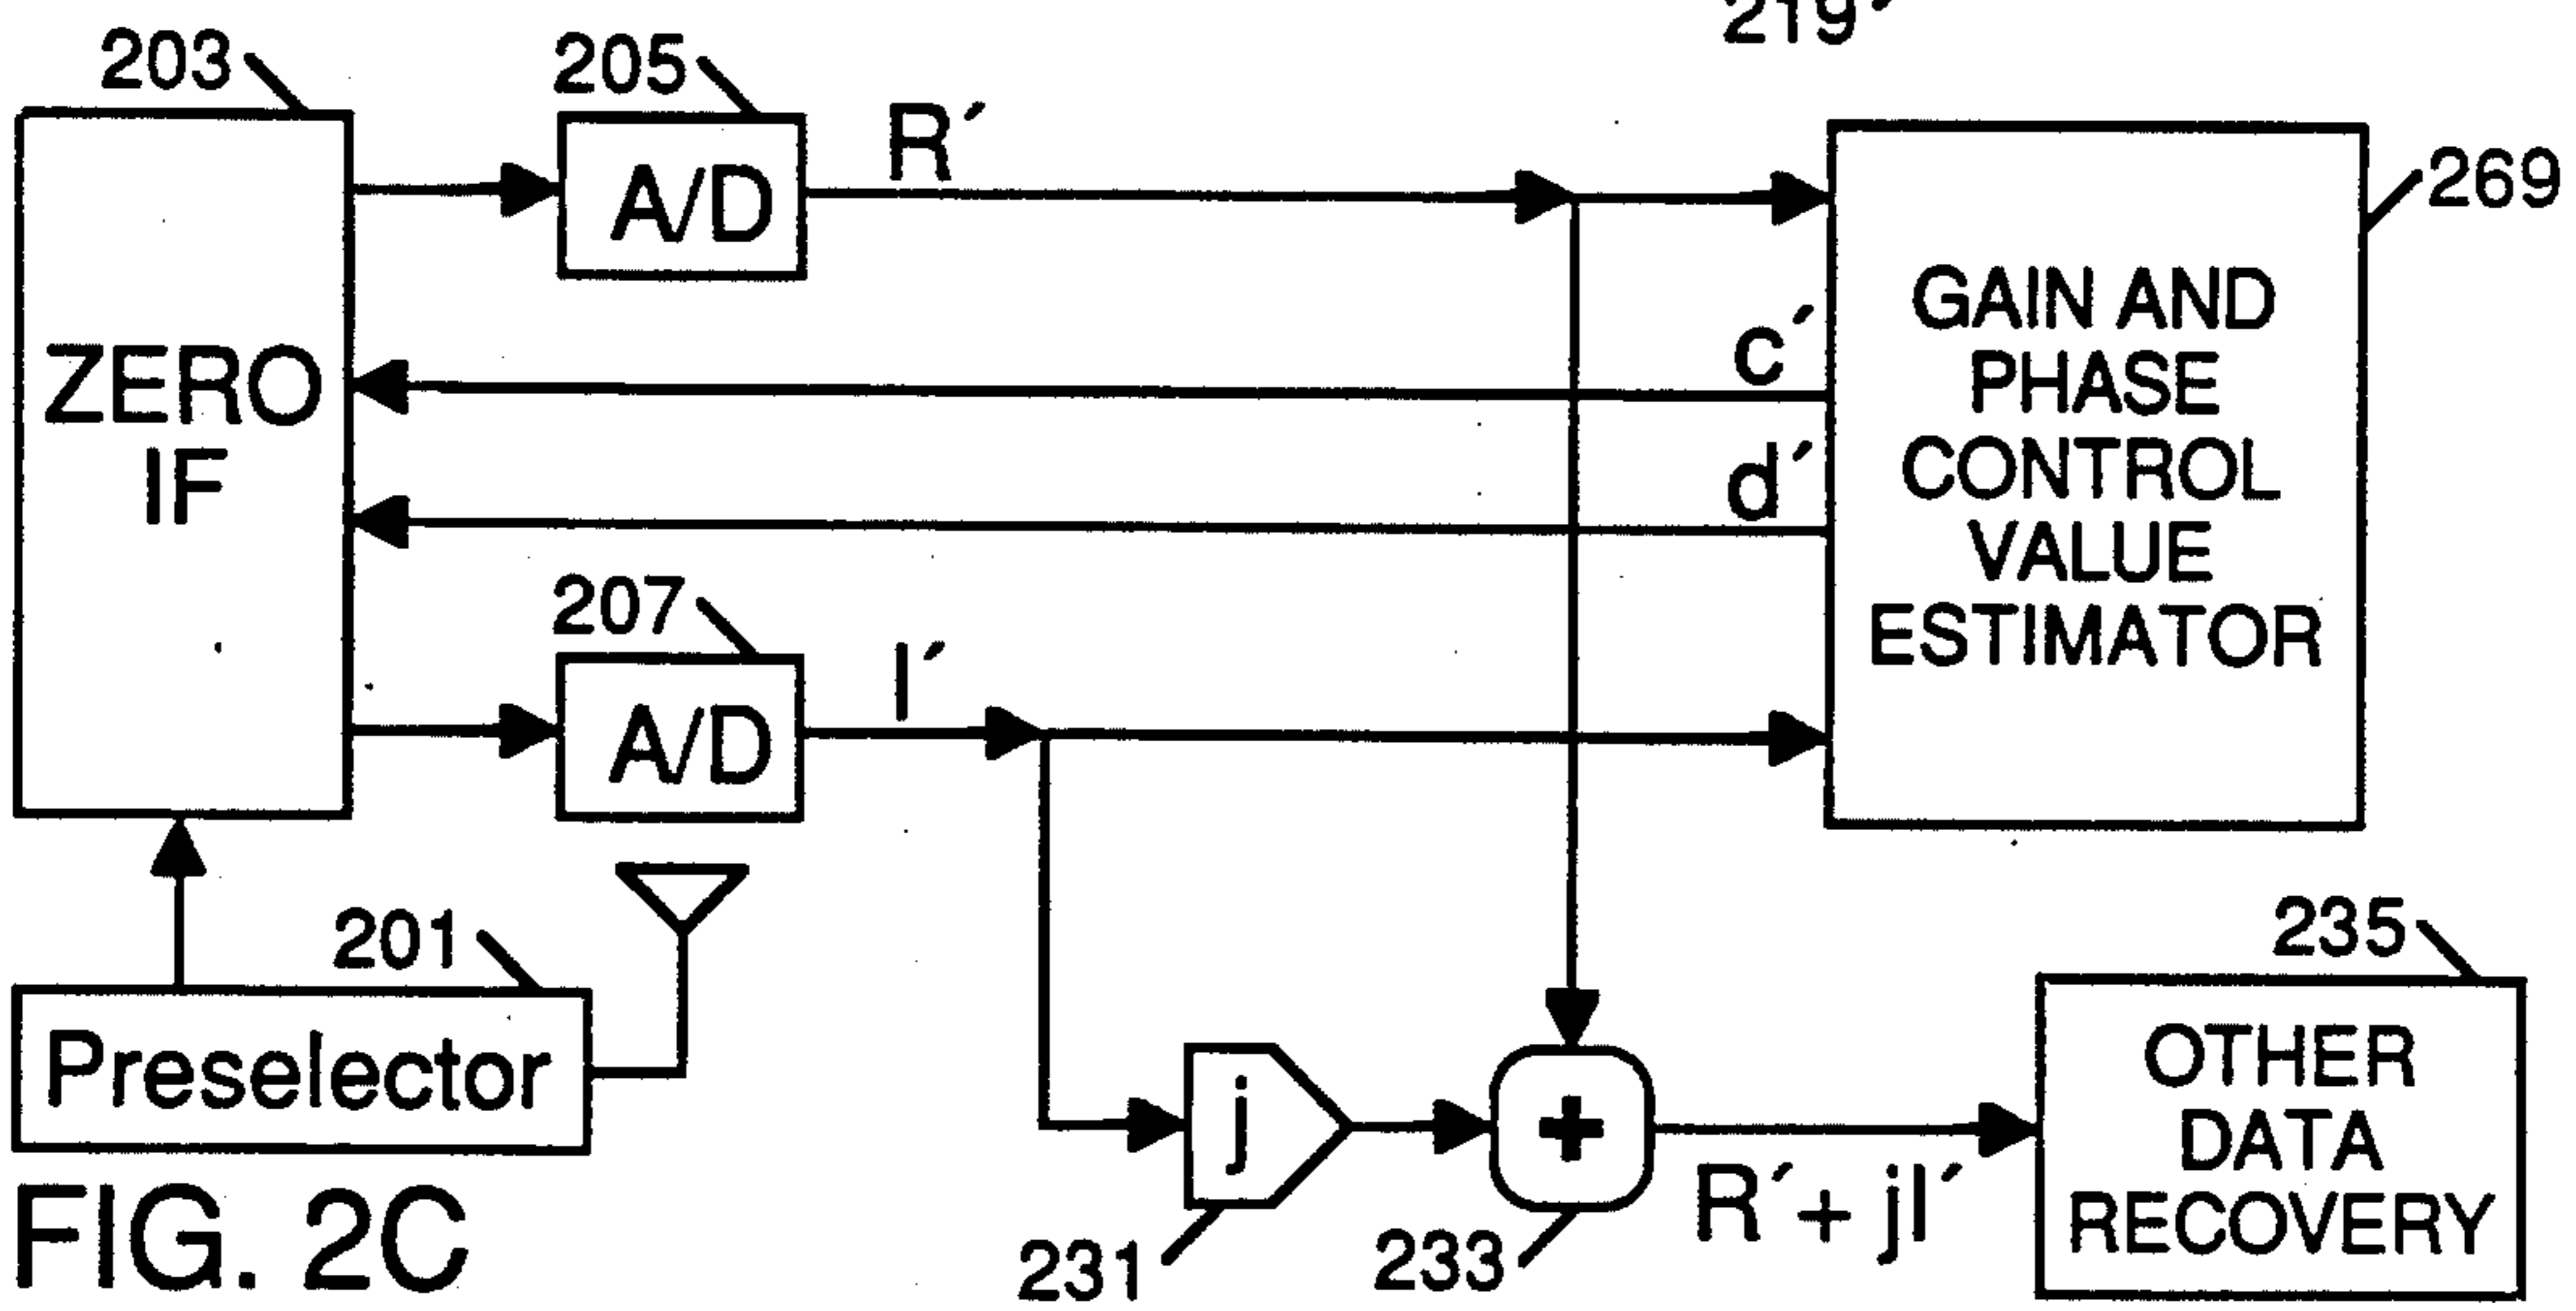 219
203
205
R′
A/D
269
ZERO
IF
GAIN AND
PHASE
CONTROL
VALUE
ESTIMATOR
c′
d′
207
I′
A/D
201
Preselector
235
OTHER
DATA
RECOVERY
j
+
R′+ jI′
231
233
FIG. 2C